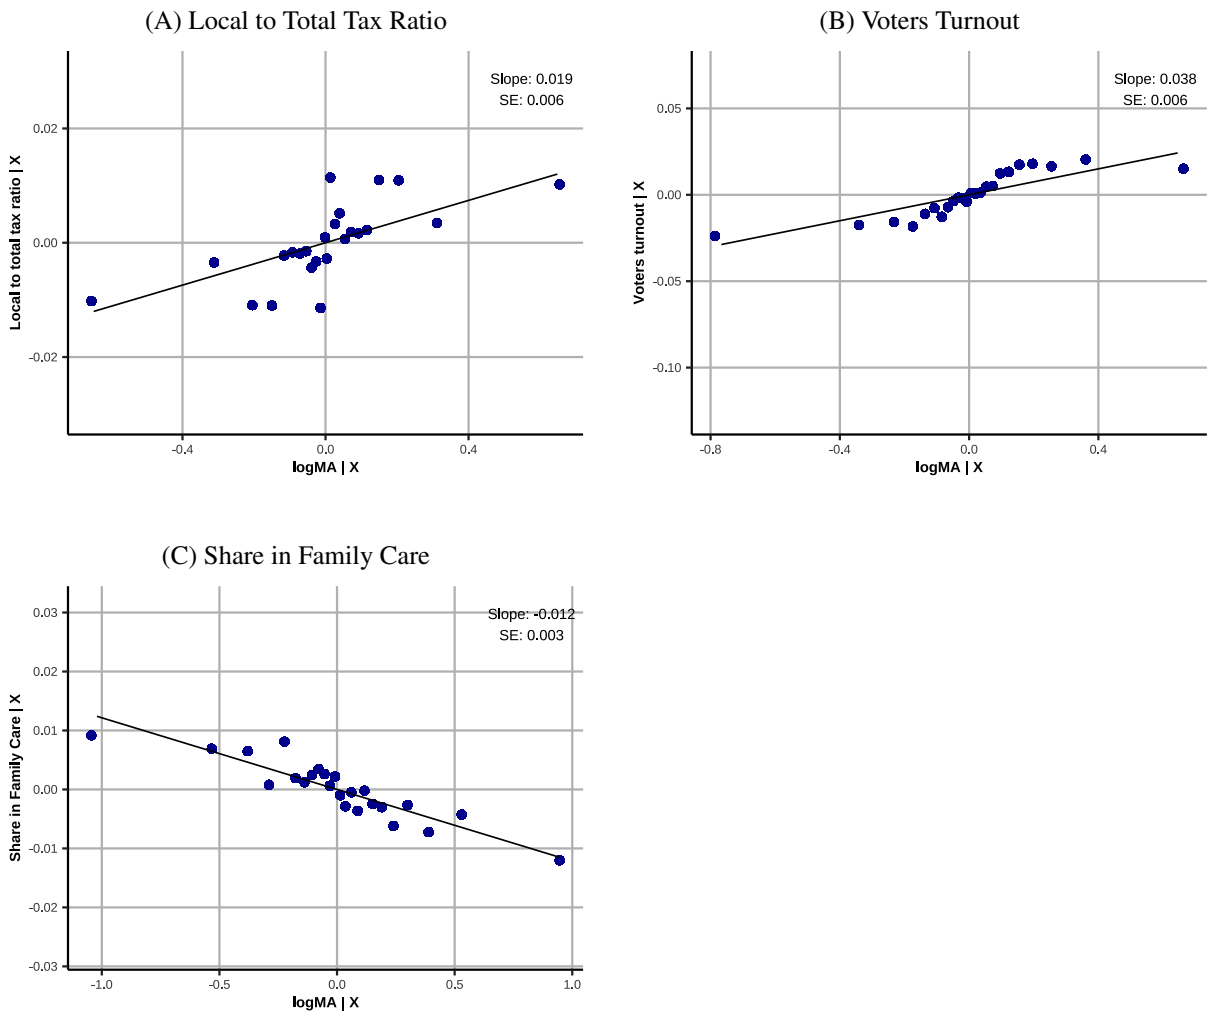 (A) Local to Total Tax Ratio
Slope: 0.019
SE: 0.006
0.02
0.00
-0.02
Local to total tax ratio | X
-0.4
0.0
0.4
logMA | X
(B) Voters Turnout
Slope: 0.038
SE: 0.006
0.05
0.00
-0.05
-0.10
Voters turnout | X
-0.8
-0.4
0.0
0.4
logMA | X
(C) Share in Family Care
Slope: -0.012
SE: 0.003
0.03
0.02
0.01
0.00
-0.01
-0.02
-0.03
Share in Family Care | X
-1.0
-0.5
0.0
0.5
1.0
logMA | X